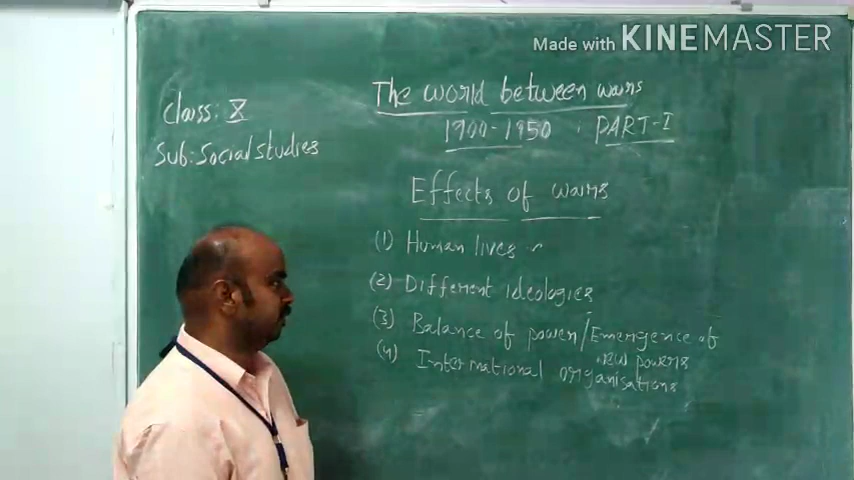 Made with KINEMASTER
Class: X
Sub: Social studies
The world between wars
1900-1950 PART-I
Effects of wars
(1) Human lives
(2) Different ideologies
(3) Balance of power/Emergence of
new powers
(4) International organisations